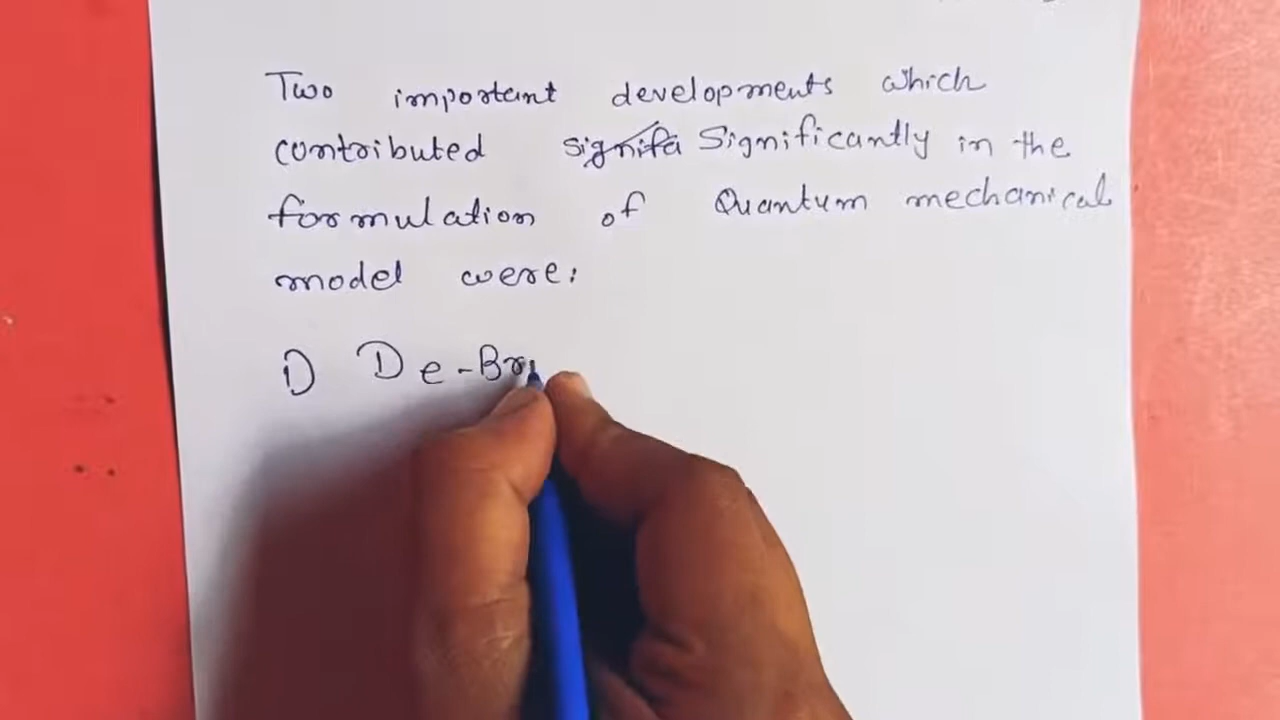 Two important developments which
contributed signifa Significantly in the
formulation of Quantum mechanical
model were:
1) De-Br